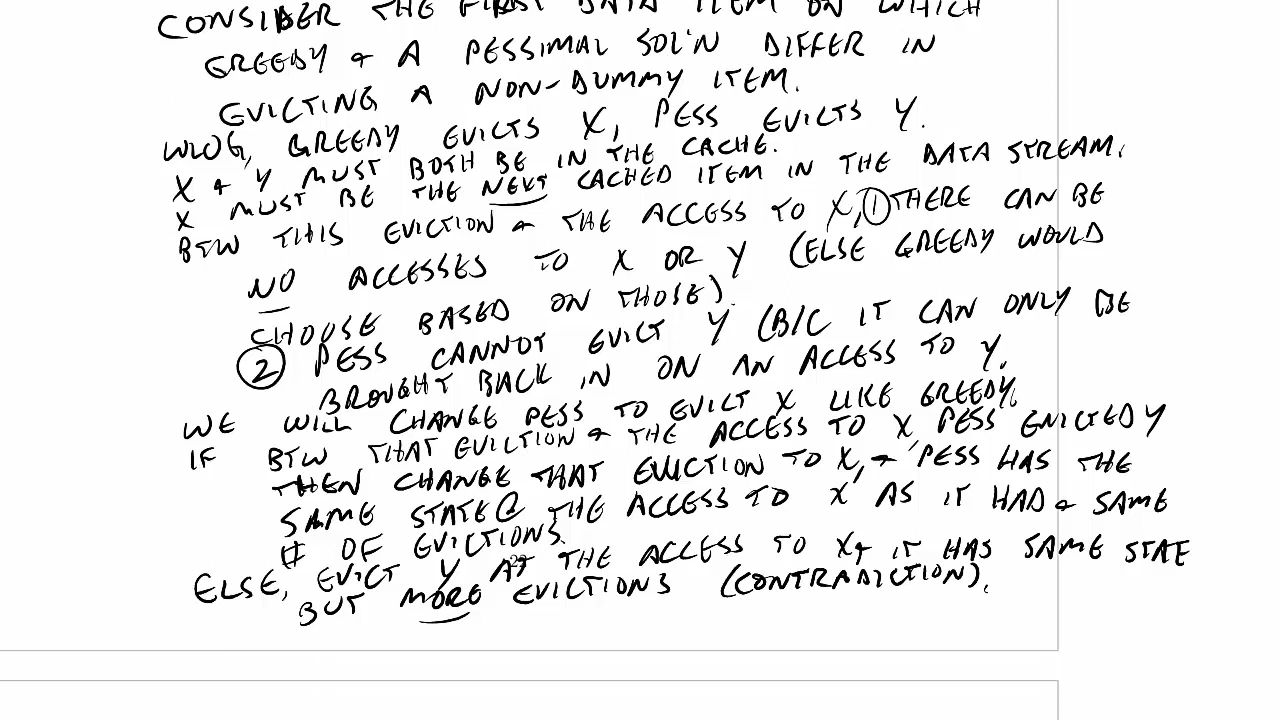 CONSIDER THE FIRST DATA ITEM ON WHICH
GREEDY + A PESSIMAL SOL'N DIFFER IN
EVICTING A NON-DUMMY ITEM.
WLOG, GREEDY EVICTS X, PESS EVICTS Y.
X + Y MUST BOTH BE IN THE CACHE.
X MUST BE THE NEXT CACHED ITEM IN THE DATA STREAM.
BTW THIS EVICTION + THE ACCESS TO X, ① THERE CAN BE
NO ACCESSES TO X OR Y (ELSE GREEDY WOULD
CHOOSE BASED ON THOSE).
② PESS CANNOT EVICT Y (B/C IT CAN ONLY BE
BROUGHT BACK IN ON AN ACCESS TO Y.
WE WILL CHANGE PESS TO EVICT X LIKE GREEDY.
IF BTW THAT EVICTION + THE ACCESS TO X, PESS EVICTED Y
THEN CHANGE THAT EVICTION TO X, + PESS HAS THE
SAME STATE @ THE ACCESS TO X AS IT HAD + SAME
# OF EVICTIONS.
ELSE, EVICT Y AT THE ACCESS TO X + IT HAS SAME STATE
BUT MORE EVICTIONS (CONTRADICTION).